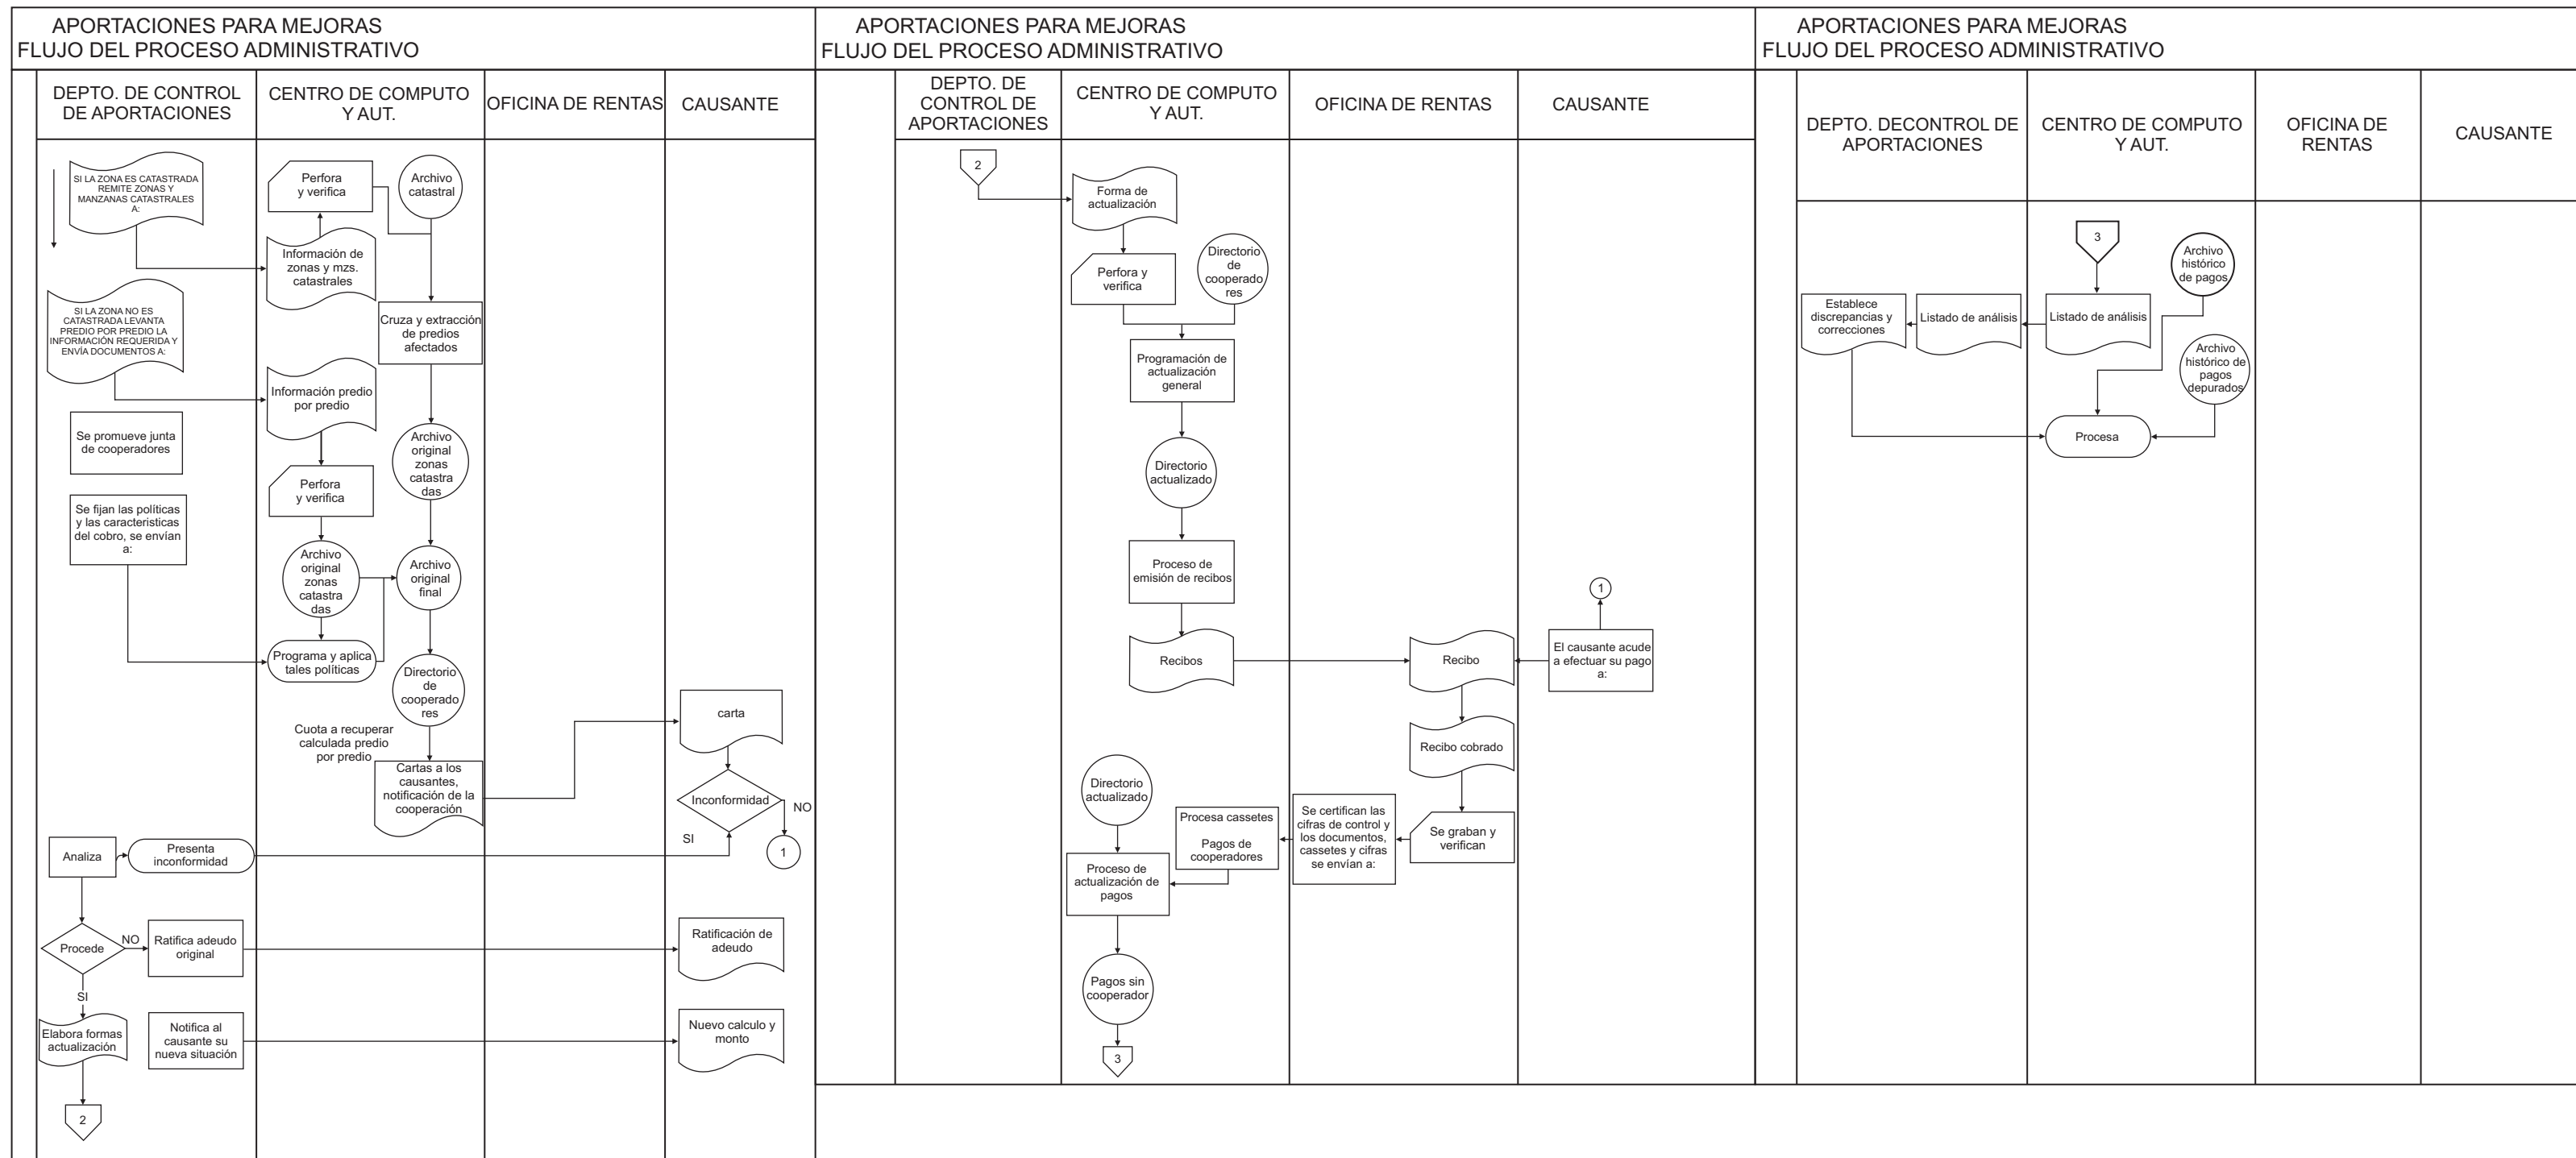 APORTACIONES PARA MEJORAS
FLUJO DEL PROCESO ADMINISTRATIVO
DEPTO. DE CONTROL
DE APORTACIONES
CENTRO DE COMPUTO
Y AUT.
OFICINA DE RENTAS
CAUSANTE
SI LA ZONA ES CATASTRADA
REMITE ZONAS Y
MANZANAS CATASTRALES
A:
Perfora
y verifica
Archivo
catastral
Información de
zonas y mzs.
catastrales
SI LA ZONA NO ES
CATASTRADA LEVANTA
PREDIO POR PREDIO LA
INFORMACIÓN REQUERIDA Y
ENVÍA DOCUMENTOS A:
Cruza y extracción
de predios
afectados
Información predio
por predio
Se promueve junta
de cooperadores
Archivo
original
zonas
catastra
das
Perfora
y verifica
Se fijan las políticas
y las caracteristicas
del cobro, se envían
a:
Archivo
original
zonas
catastra
das
Archivo
original
final
Programa y aplica
tales políticas
Directorio
de
cooperado
res
Cuota a recuperar
calculada predio
por predio
Cartas a los
causantes,
notificación de la
cooperación
carta
Inconformidad
NO
SI
1
Analiza
Presenta
inconformidad
Procede
NO
Ratifica adeudo
original
Ratificación de
adeudo
SI
Elabora formas
actualización
Notifica al
causante su
nueva situación
Nuevo calculo y
monto
2
APORTACIONES PARA MEJORAS
FLUJO DEL PROCESO ADMINISTRATIVO
DEPTO. DE
CONTROL DE
APORTACIONES
CENTRO DE COMPUTO
Y AUT.
OFICINA DE RENTAS
CAUSANTE
2
Forma de
actualización
Perfora y
verifica
Directorio
de
cooperado
res
Programación de
actualización
general
Directorio
actualizado
Proceso de
emisión de recibos
1
Recibos
Recibo
El causante acude
a efectuar su pago
a:
Recibo cobrado
Directorio
actualizado
Procesa cassetes
Pagos de
cooperadores
Se certifican las
cifras de control y
los documentos,
cassetes y cifras
se envían a:
Se graban y
verifican
Proceso de
actualización de
pagos
Pagos sin
cooperador
3
APORTACIONES PARA MEJORAS
FLUJO DEL PROCESO ADMINISTRATIVO
DEPTO. DECONTROL DE
APORTACIONES
CENTRO DE COMPUTO
Y AUT.
OFICINA DE
RENTAS
CAUSANTE
3
Archivo
histórico
de pagos
Establece
discrepancias y
correcciones
Listado de análisis
Listado de análisis
Archivo
histórico de
pagos
depurados
Procesa